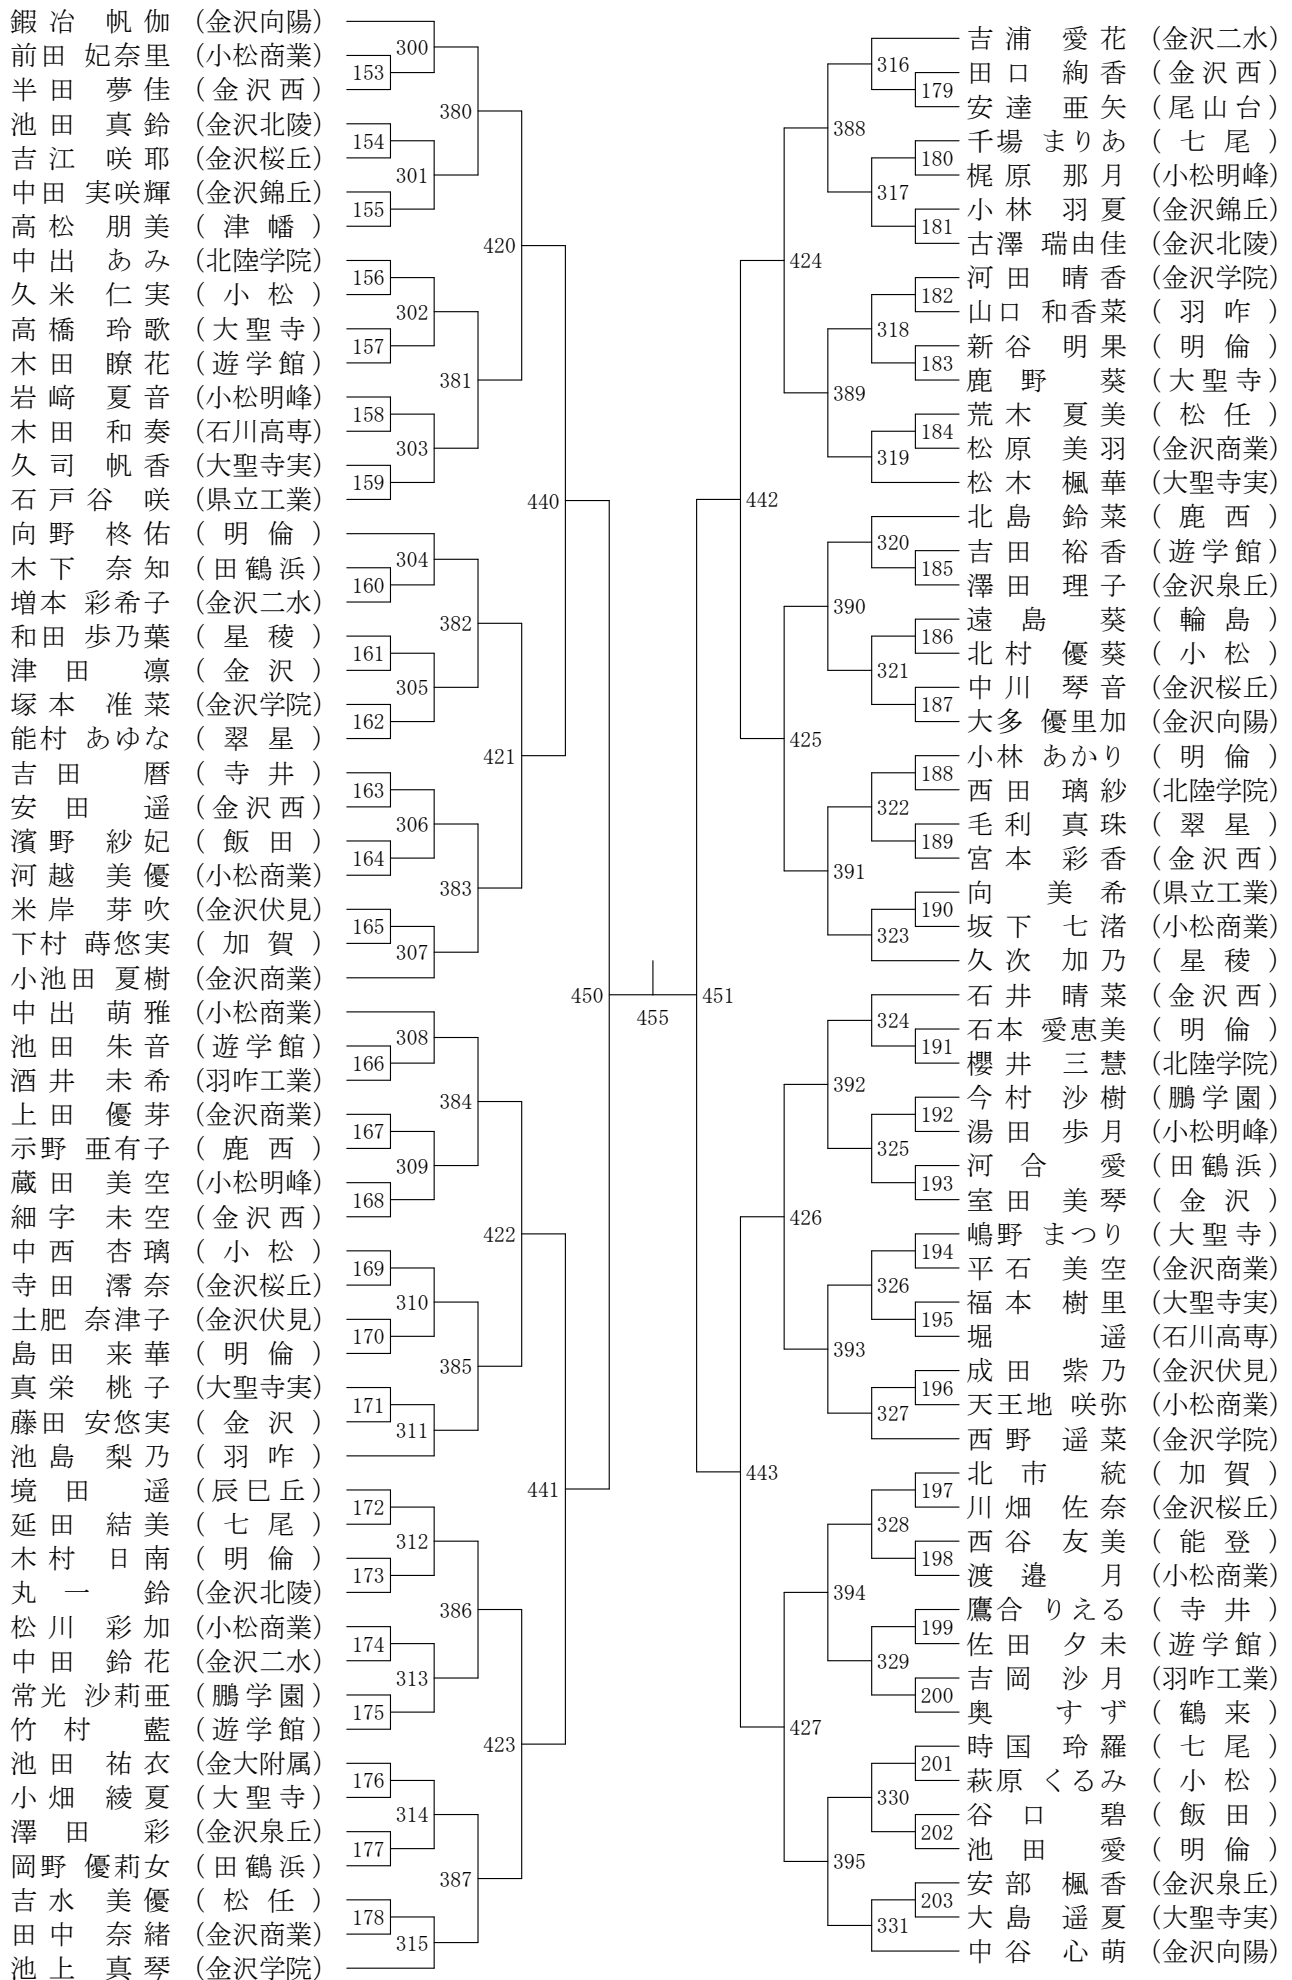 鍜冶 帆伽 (金沢向陽)
前田 妃奈里 (小松商業)
半田 夢佳 (金沢西)
池田 真鈴 (金沢北陵)
吉江 咲耶 (金沢桜丘)
中田 実咲輝 (金沢錦丘)
高松 朋美 (津幡)
中出 あみ (北陸学院)
久米 仁実 (小松)
高橋 玲歌 (大聖寺)
木田 瞭花 (遊学館)
岩﨑 夏音 (小松明峰)
木田 和奏 (石川高専)
久司 帆香 (大聖寺実)
石戸谷 咲 (県立工業)
向野 柊佑 (明倫)
木下 奈知 (田鶴浜)
増本 彩希子 (金沢二水)
和田 歩乃葉 (星稜)
津田 凛 (金沢)
塚本 准菜 (金沢学院)
能村 あゆな (翠星)
吉田 暦 (寺井)
安田 遥 (金沢西)
濱野 紗妃 (飯田)
河越 美優 (小松商業)
米岸 芽吹 (金沢伏見)
下村 蒔悠実 (加賀)
小池田 夏樹 (金沢商業)
中出 萌雅 (小松商業)
池田 朱音 (遊学館)
酒井 未希 (羽咋工業)
上田 優芽 (金沢商業)
示野 亜有子 (鹿西)
蔵田 美空 (小松明峰)
細字 未空 (金沢西)
中西 杏璃 (小松)
寺田 澪奈 (金沢桜丘)
土肥 奈津子 (金沢伏見)
島田 来華 (明倫)
真栄 桃子 (大聖寺実)
藤田 安悠実 (金沢)
池島 梨乃 (羽咋)
境田 遥 (辰巳丘)
延田 結美 (七尾)
木村 日南 (明倫)
丸一 鈴 (金沢北陵)
松川 彩加 (小松商業)
中田 鈴花 (金沢二水)
常光 沙莉亜 (鵬学園)
竹村 藍 (遊学館)
池田 祐衣 (金大附属)
小畑 綾夏 (大聖寺)
澤田 彩 (金沢泉丘)
岡野 優莉女 (田鶴浜)
吉水 美優 (松任)
田中 奈緒 (金沢商業)
池上 真琴 (金沢学院)
153
154
155
156
157
158
159
160
161
162
163
164
165
166
167
168
169
170
171
172
173
174
175
176
177
178
300
301
302
303
304
305
306
307
308
309
310
311
312
313
314
315
380
381
382
383
384
385
386
387
420
421
422
423
440
441
450
455
451
442
443
424
425
426
427
388
389
390
391
392
393
394
395
316
317
318
319
320
321
322
323
324
325
326
327
328
329
330
331
179
180
181
182
183
184
185
186
187
188
189
190
191
192
193
194
195
196
197
198
199
200
201
202
203
吉浦 愛花 (金沢二水)
田口 絢香 (金沢西)
安達 亜矢 (尾山台)
千場 まりあ (七尾)
梶原 那月 (小松明峰)
小林 羽夏 (金沢錦丘)
古澤 瑞由佳 (金沢北陵)
河田 晴香 (金沢学院)
山口 和香菜 (羽咋)
新谷 明果 (明倫)
鹿野 葵 (大聖寺)
荒木 夏美 (松任)
松原 美羽 (金沢商業)
松木 楓華 (大聖寺実)
北島 鈴菜 (鹿西)
吉田 裕香 (遊学館)
澤田 理子 (金沢泉丘)
遠島 葵 (輪島)
北村 優葵 (小松)
中川 琴音 (金沢桜丘)
大多 優里加 (金沢向陽)
小林 あかり (明倫)
西田 璃紗 (北陸学院)
毛利 真珠 (翠星)
宮本 彩香 (金沢西)
向 美希 (県立工業)
坂下 七渚 (小松商業)
久次 加乃 (星稜)
石井 晴菜 (金沢西)
石本 愛恵美 (明倫)
櫻井 三慧 (北陸学院)
今村 沙樹 (鵬学園)
湯田 歩月 (小松明峰)
河合 愛 (田鶴浜)
室田 美琴 (金沢)
嶋野 まつり (大聖寺)
平石 美空 (金沢商業)
福本 樹里 (大聖寺実)
堀 遥 (石川高専)
成田 紫乃 (金沢伏見)
天王地 咲弥 (小松商業)
西野 遥菜 (金沢学院)
北市 統 (加賀)
川畑 佐奈 (金沢桜丘)
西谷 友美 (能登)
渡邉 月 (小松商業)
鷹合 りえる (寺井)
佐田 夕未 (遊学館)
吉岡 沙月 (羽咋工業)
奥 すず (鶴来)
時国 玲羅 (七尾)
萩原 くるみ (小松)
谷口 碧 (飯田)
池田 愛 (明倫)
安部 楓香 (金沢泉丘)
大島 遥夏 (大聖寺実)
中谷 心萌 (金沢向陽)